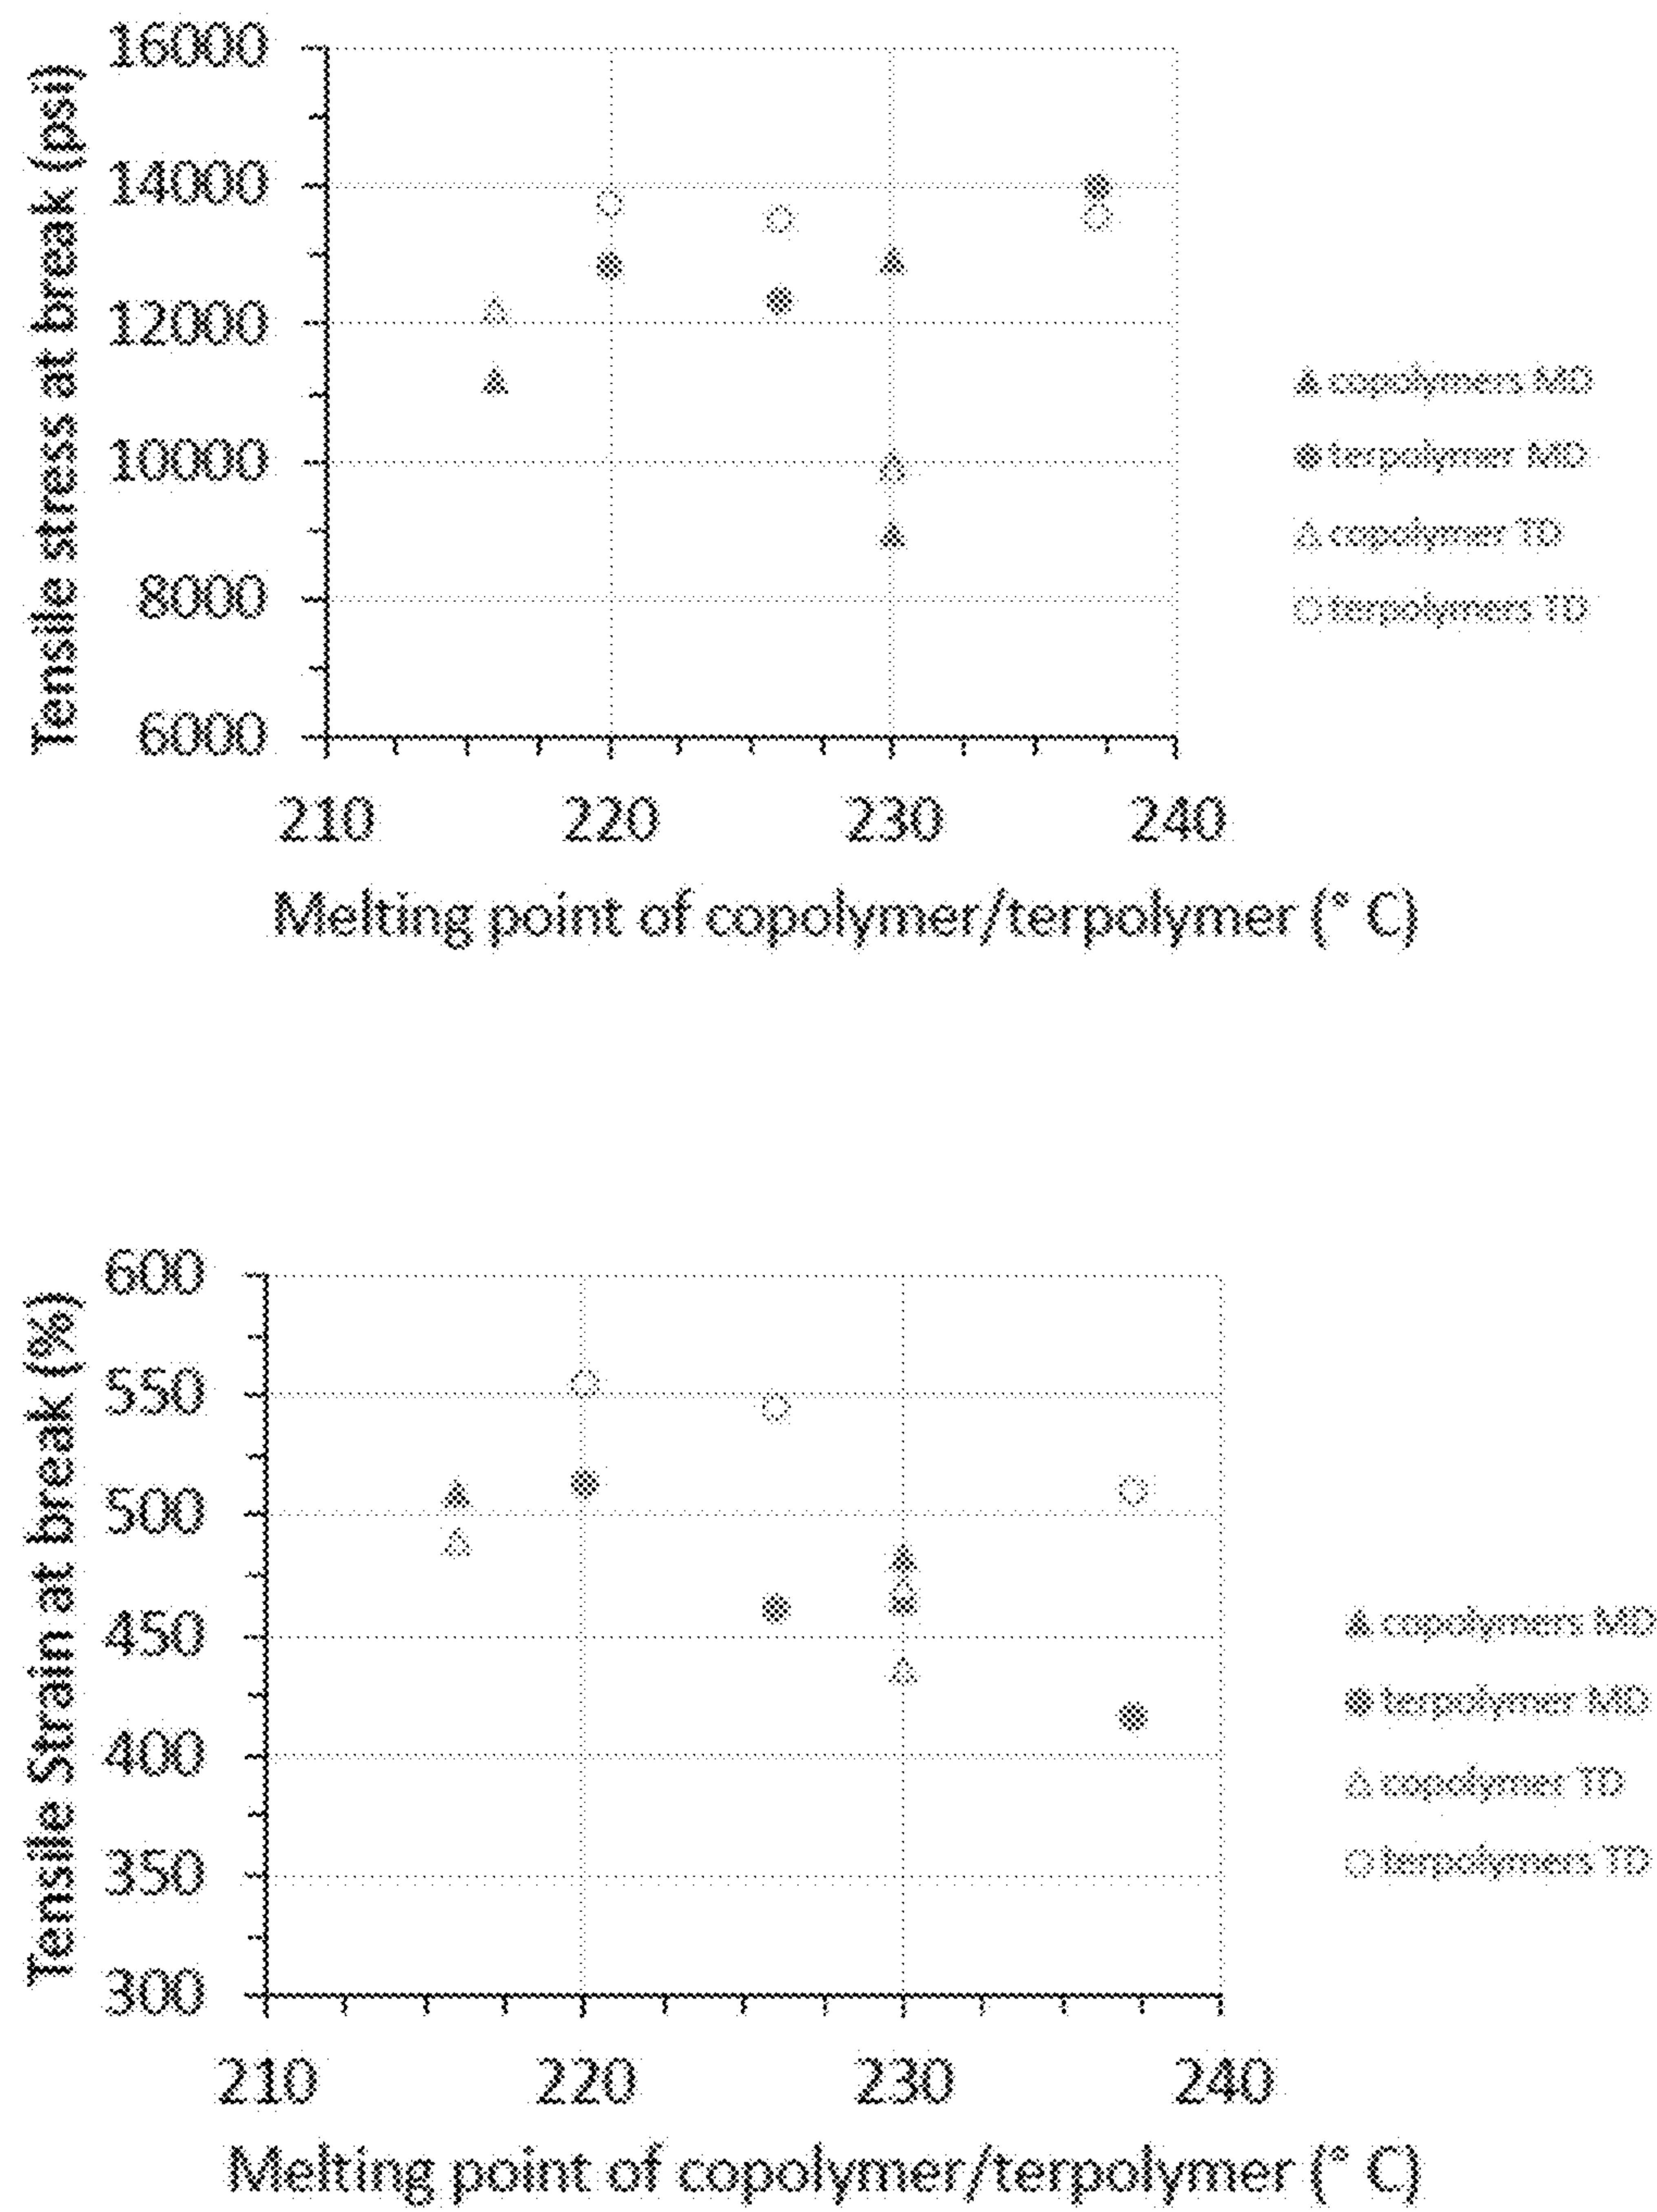 Tensile stress at break (psi)
16000
14000
12000
10000
8000
6000
210 220 230 240
Melting point of copolymer/terpolymer (° C)
copolymers MD
terpolymer MD
copolymer TD
terpolymers TD
Tensile Strain at break (%)
600
550
500
450
400
350
300
210 220 230 240
Melting point of copolymer/terpolymer (° C)
copolymers MD
terpolymer MD
copolymer TD
terpolymers TD